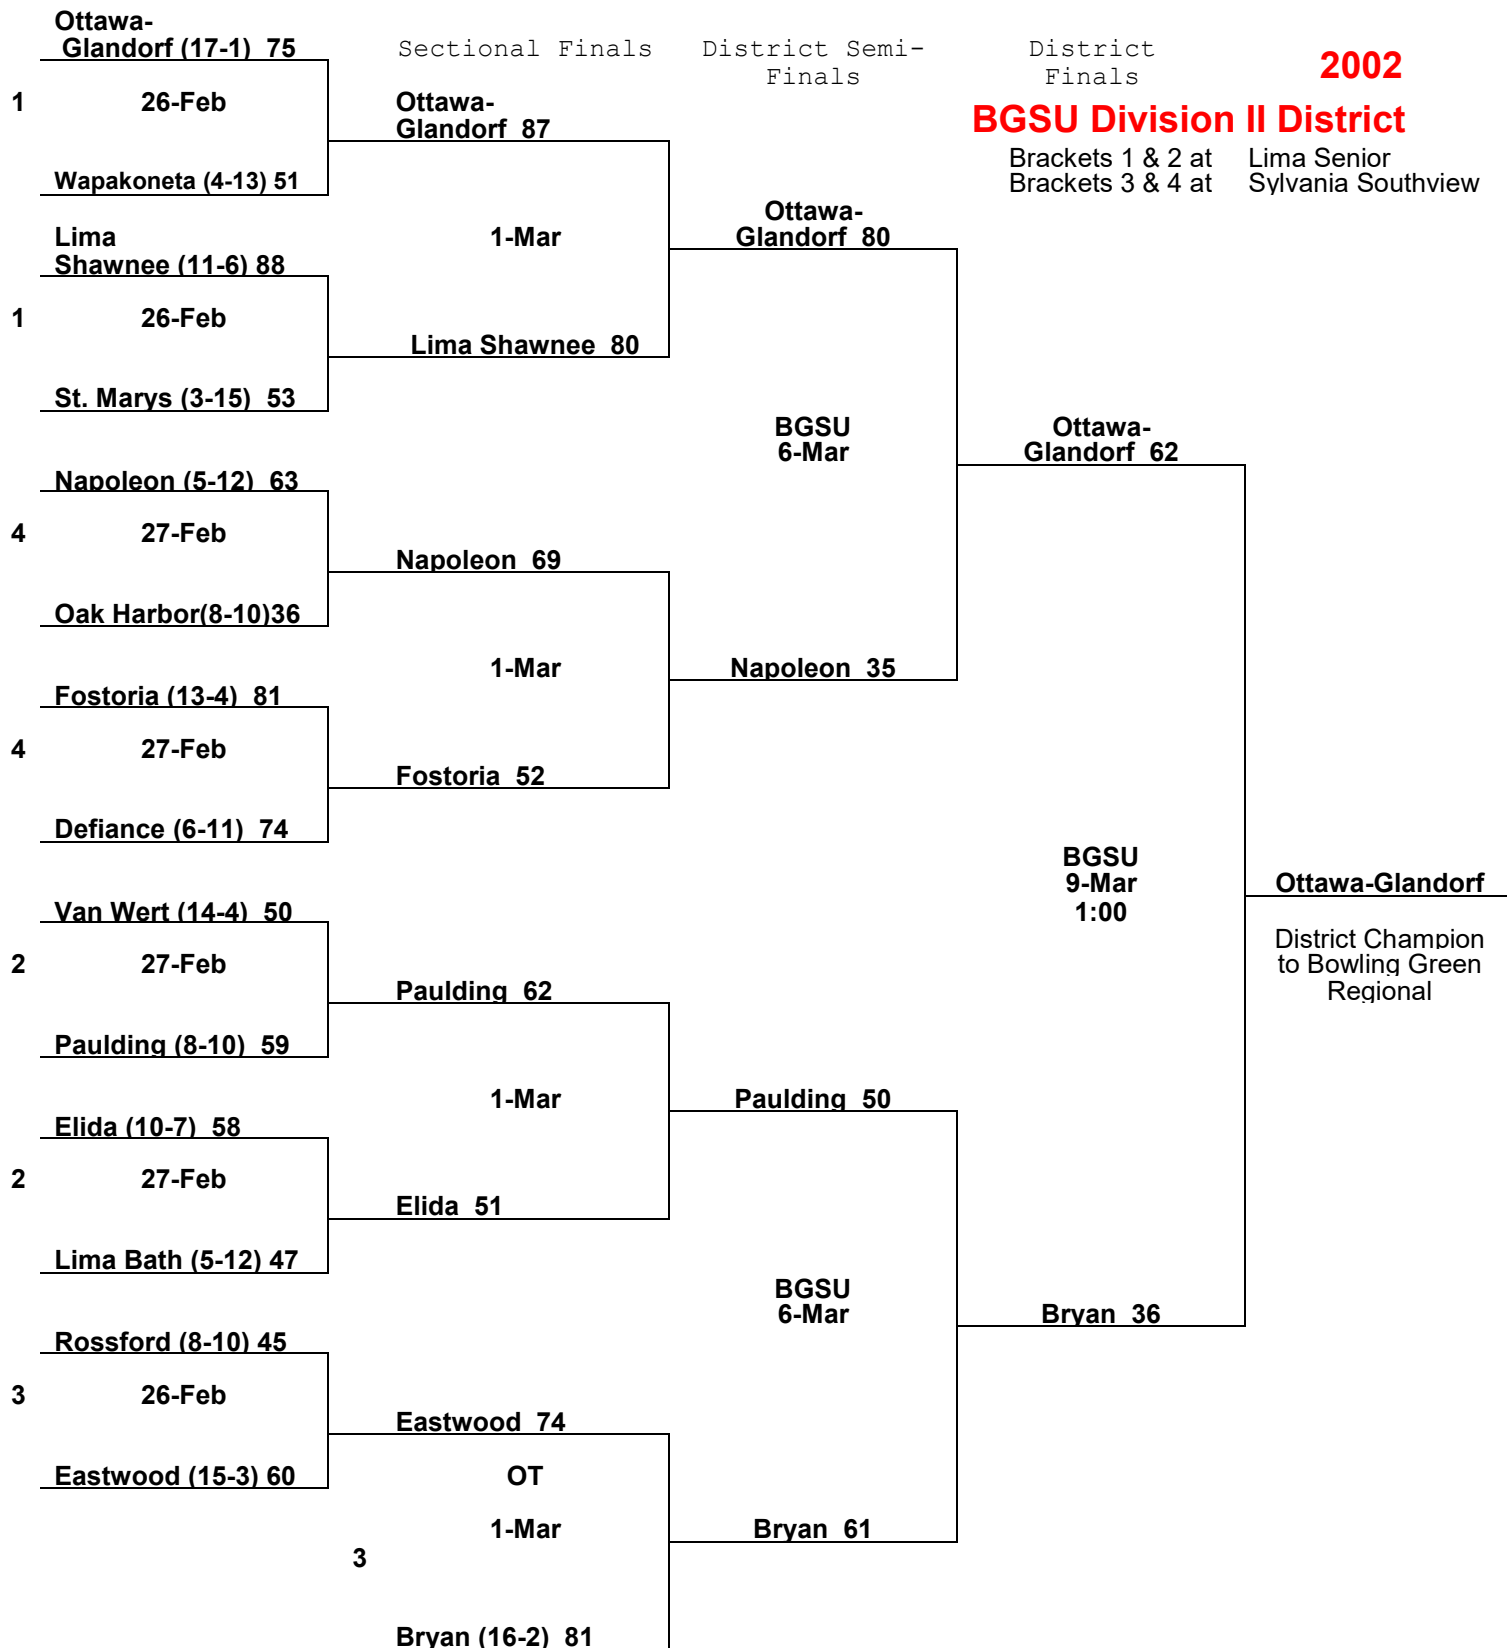 Ottawa-
Glandorf (17-1) 75
Sectional Finals
District Semi-
Finals
District
Finals
2002
BGSU Division II District
Brackets 1 & 2 at Lima Senior
Brackets 3 & 4 at Sylvania Southview
1 26-Feb
Ottawa-
Glandorf 87
Wapakoneta (4-13) 51
Lima
Shawnee (11-6) 88
1-Mar
Ottawa-
Glandorf 80
1 26-Feb
Lima Shawnee 80
St. Marys (3-15) 53
BGSU
6-Mar
Ottawa-
Glandorf 62
Napoleon (5-12) 63
4 27-Feb
Napoleon 69
Oak Harbor(8-10)36
1-Mar
Napoleon 35
Fostoria (13-4) 81
4 27-Feb
Fostoria 52
Defiance (6-11) 74
BGSU
9-Mar
1:00
Ottawa-Glandorf
District Champion
to Bowling Green
Regional
Van Wert (14-4) 50
2 27-Feb
Paulding 62
Paulding (8-10) 59
1-Mar
Paulding 50
Elida (10-7) 58
2 27-Feb
Elida 51
Lima Bath (5-12) 47
BGSU
6-Mar
Bryan 36
Rossford (8-10) 45
3 26-Feb
Eastwood 74
Eastwood (15-3) 60
OT
1-Mar
Bryan 61
3
Bryan (16-2) 81